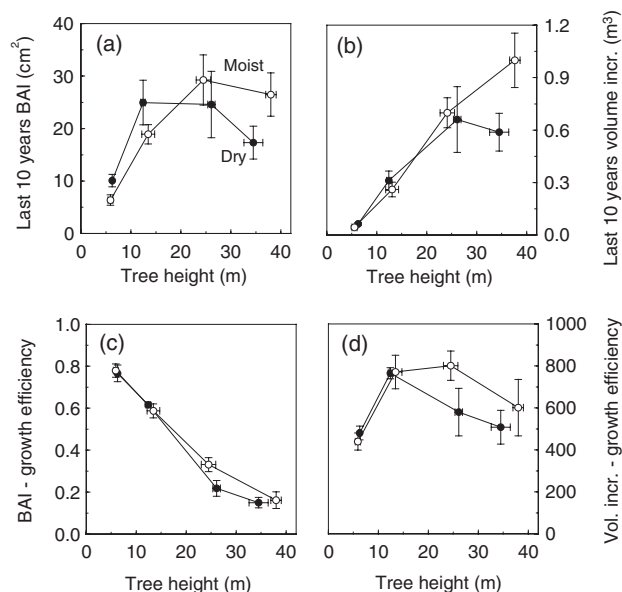 (a)
Moist
Dry
Last 10 years BAI (cm²)
40
30
20
10
0
0 10 20 30 40
Tree height (m)
(b)
1.2
0.9
0.6
0.3
0.0
Last 10 years volume incr. (m³)
0 10 20 30 40
Tree height (m)
(c)
BAI - growth efficiency
1.0
0.8
0.6
0.4
0.2
0.0
0 10 20 30 40
Tree height (m)
(d)
1000
800
600
400
200
0
Vol. incr. - growth efficiency
0 10 20 30 40
Tree height (m)